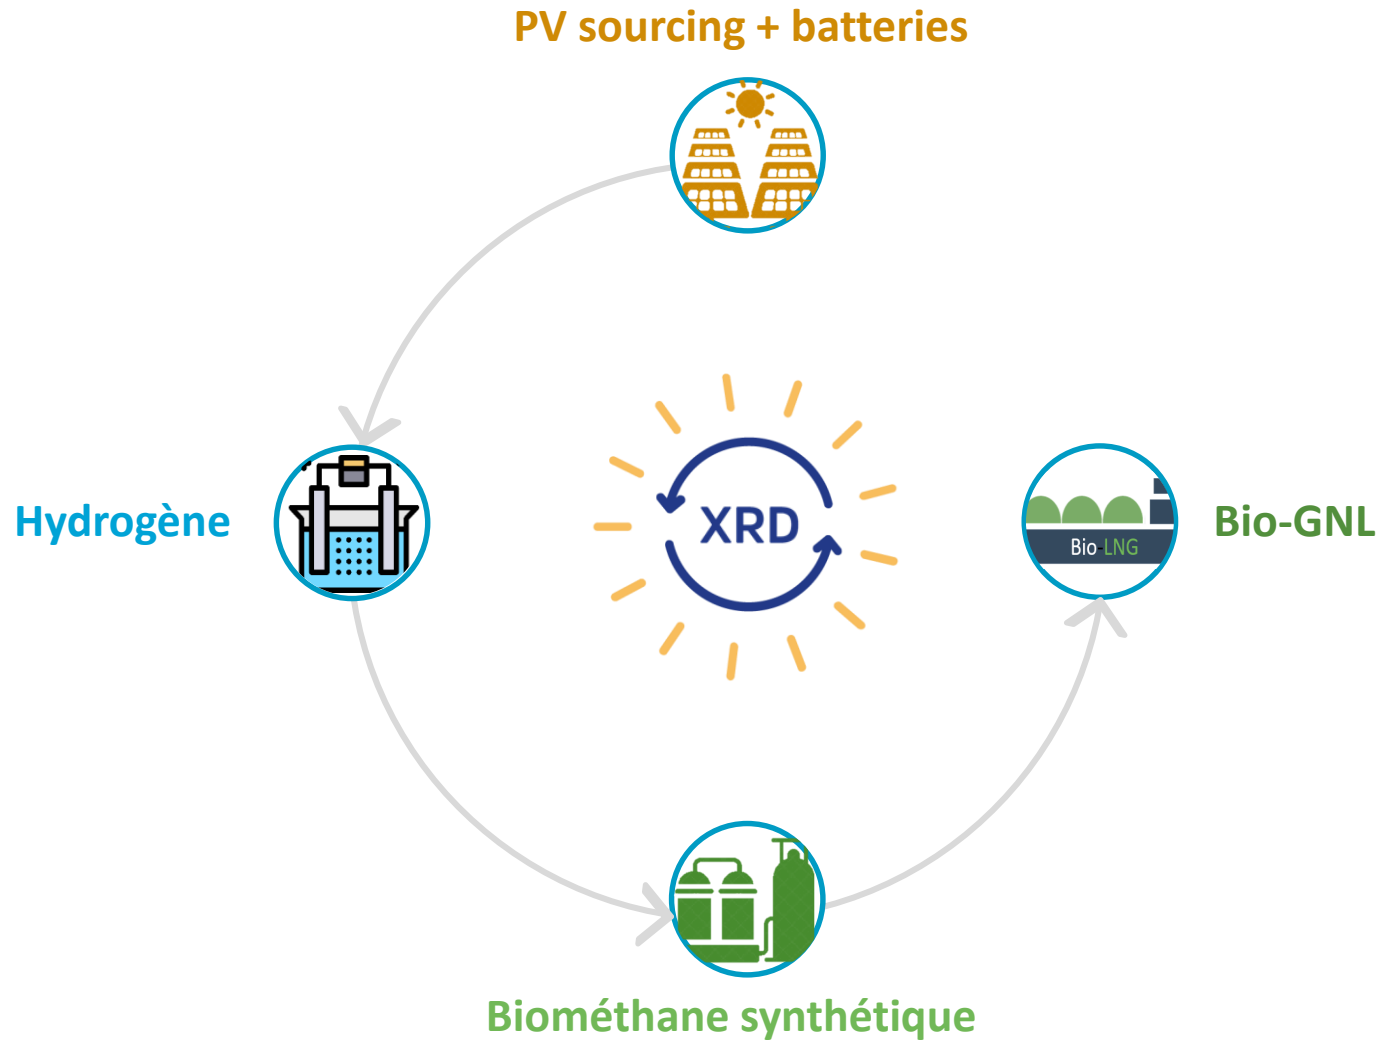 PV sourcing + batteries
Hydrogène
XRD
Bio-LNG
Bio-GNL
Biométhane synthétique